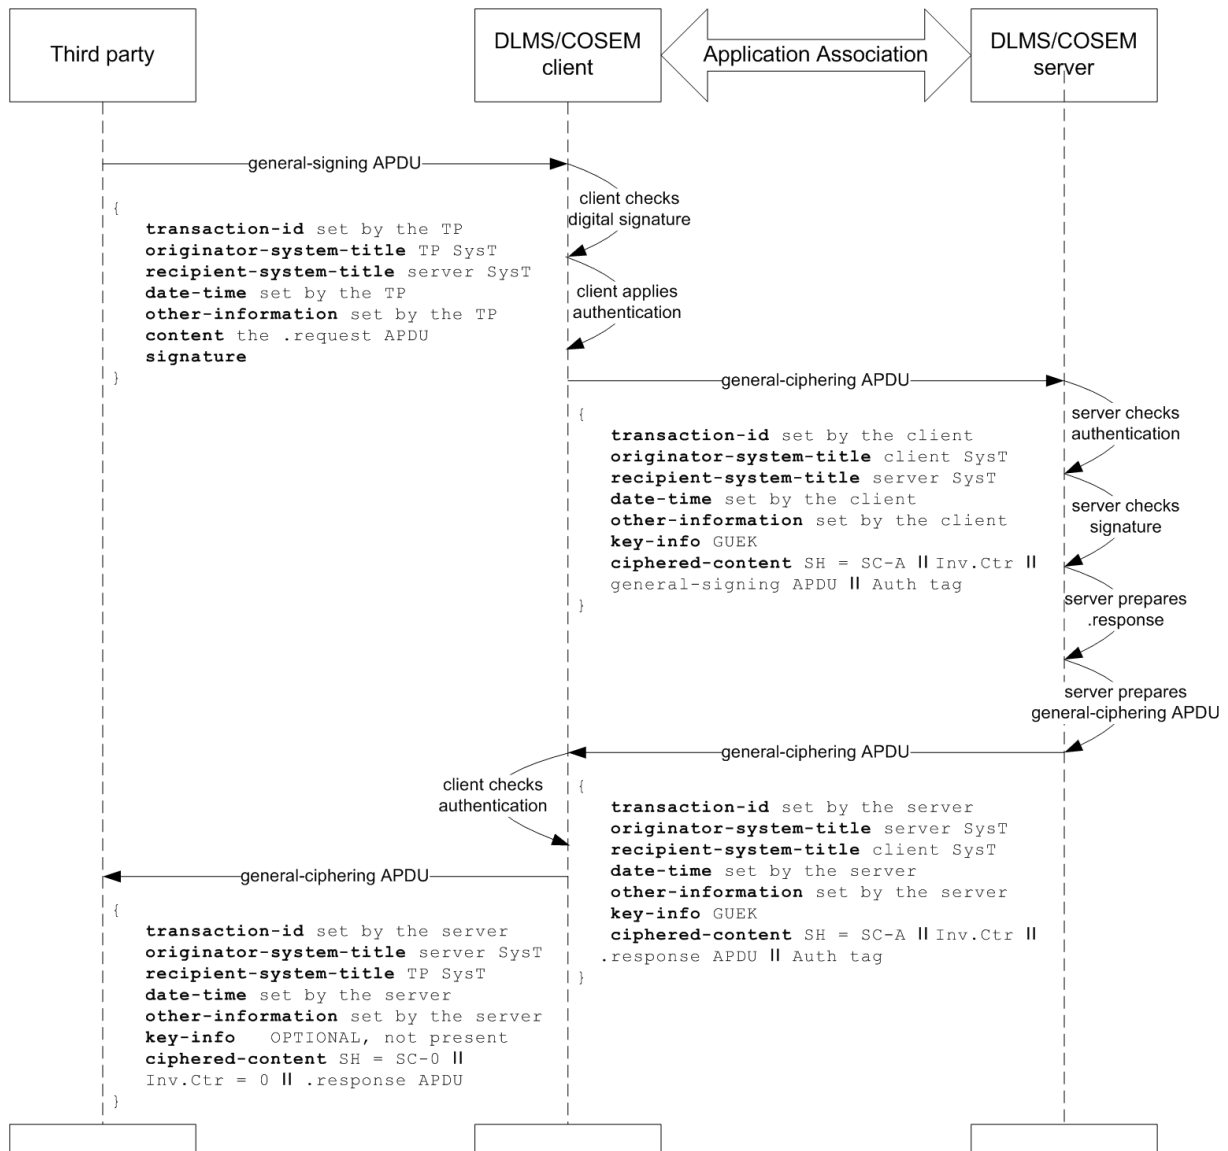 Third party
DLMS/COSEM
client
Application Association
DLMS/COSEM
server
general-signing APDU
client checks
digital signature
{
transaction-id set by the TP
originator-system-title TP SysT
recipient-system-title server SysT
date-time set by the TP
other-information set by the TP
content the .request APDU
signature
}
client applies
authentication
general-ciphering APDU
{
transaction-id set by the client
originator-system-title client SysT
recipient-system-title server SysT
date-time set by the client
other-information set by the client
key-info GUEK
ciphered-content SH = SC-A II Inv.Ctr II
general-signing APDU II Auth tag
}
server checks
authentication
server checks
signature
server prepares
.response
server prepares
general-ciphering APDU
general-ciphering APDU
client checks
authentication
{
transaction-id set by the server
originator-system-title server SysT
recipient-system-title client SysT
date-time set by the server
other-information set by the server
key-info GUEK
ciphered-content SH = SC-A II Inv.Ctr II
.response APDU II Auth tag
}
general-ciphering APDU
{
transaction-id set by the server
originator-system-title server SysT
recipient-system-title TP SysT
date-time set by the server
other-information set by the server
key-info OPTIONAL, not present
ciphered-content SH = SC-0 II
Inv.Ctr = 0 II .response APDU
}